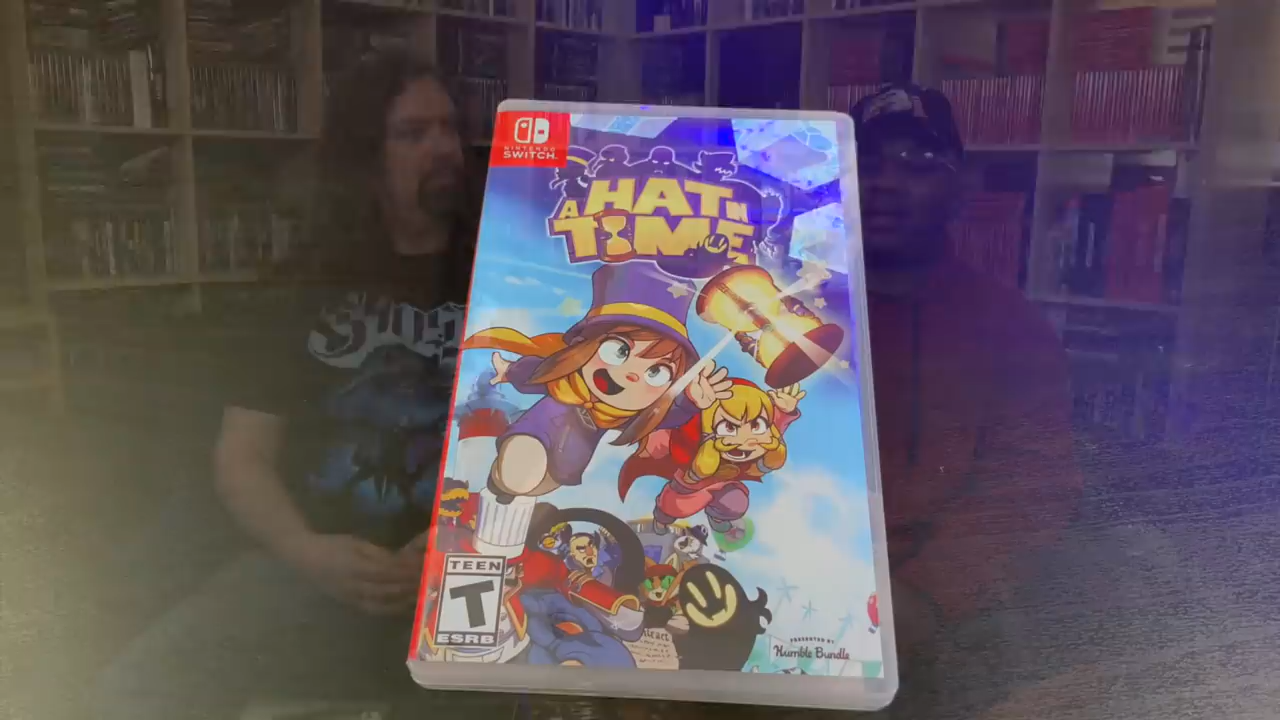 NINTENDO
SWITCH
A HAT IN
TIME
TEEN
T
ESRB
PRESENTED BY
Humble Bundle